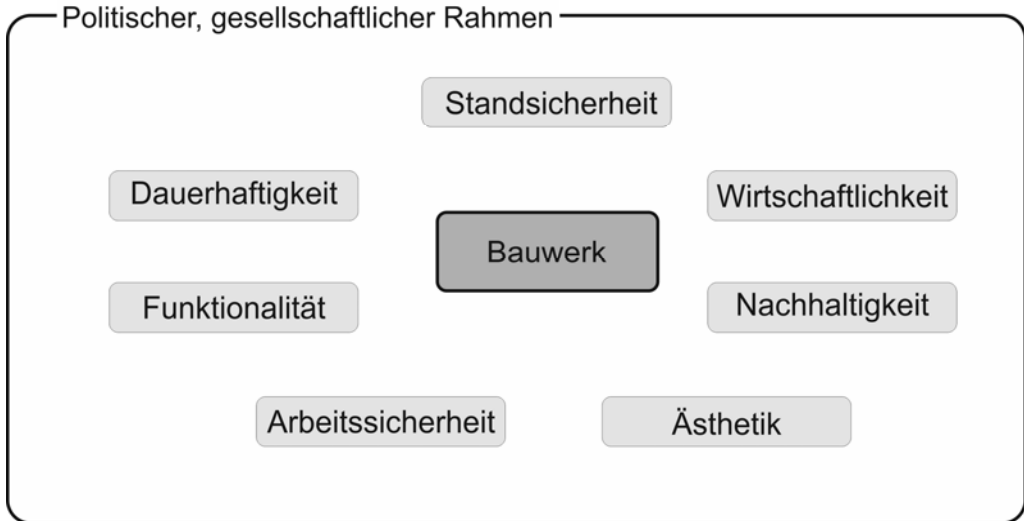 Politischer, gesellschaftlicher Rahmen
Standsicherheit
Dauerhaftigkeit
Wirtschaftlichkeit
Bauwerk
Funktionalität
Nachhaltigkeit
Arbeitssicherheit
Ästhetik